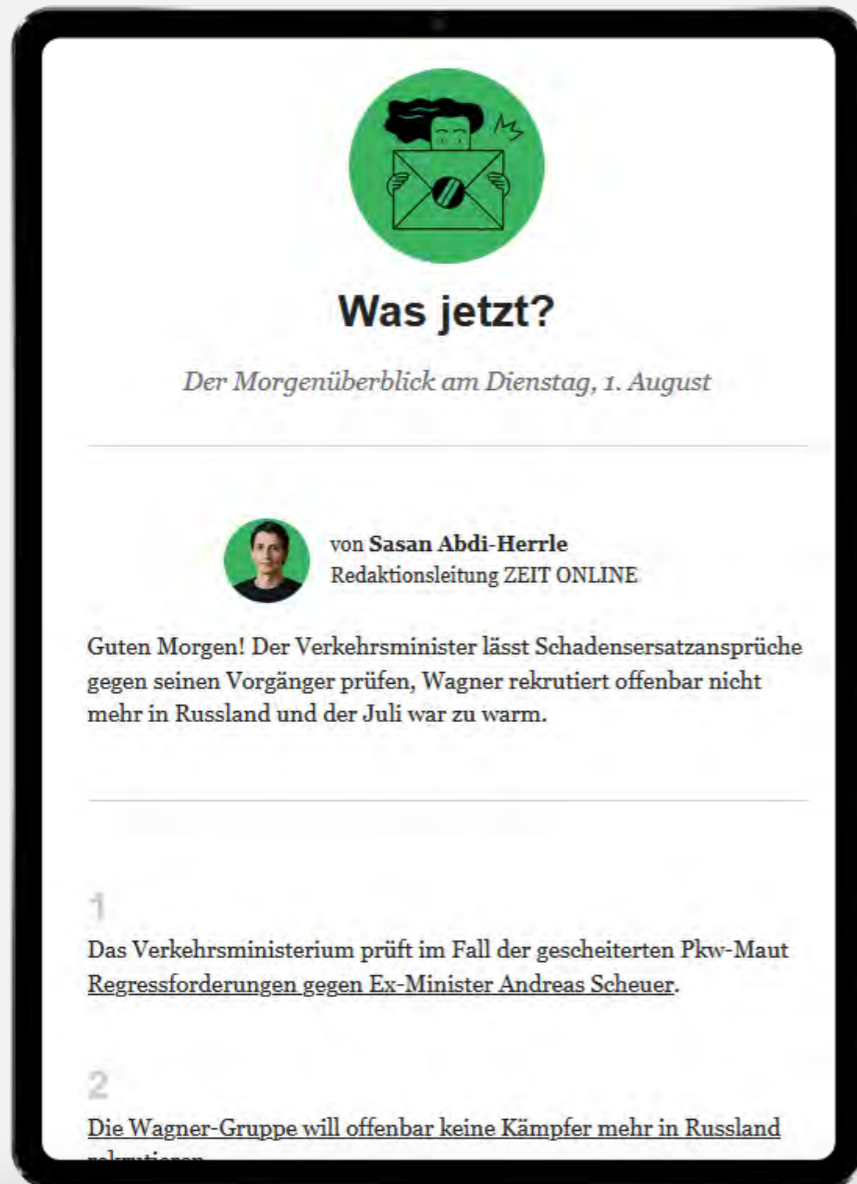 Was jetzt?
Der Morgenüberblick am Dienstag, 1. August
von Sasan Abdi-Herrle
Redaktionsleitung ZEIT ONLINE
Guten Morgen! Der Verkehrsminister lässt Schadensersatzansprüche
gegen seinen Vorgänger prüfen, Wagner rekrutiert offenbar nicht
mehr in Russland und der Juli war zu warm.
1
Das Verkehrsministerium prüft im Fall der gescheiterten Pkw-Maut
Regressforderungen gegen Ex-Minister Andreas Scheuer.
2
Die Wagner-Gruppe will offenbar keine Kämpfer mehr in Russland